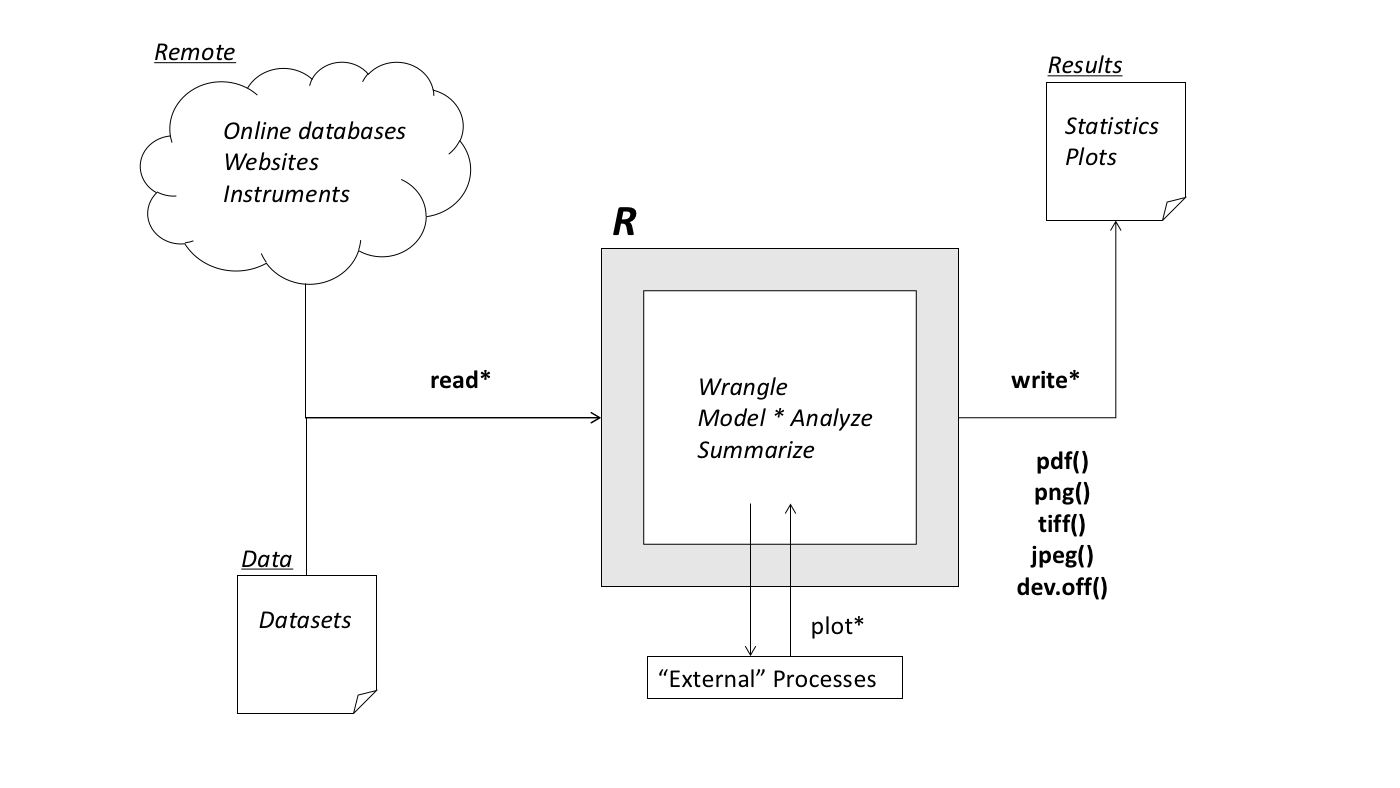 Remote
Online databases
Websites
Instruments
Data
Datasets
read*
R
Wrangle
Model * Analyze
Summarize
plot*
“External” Processes
Results
Statistics
Plots
write*
pdf()
png()
tiff()
jpeg()
dev.off()